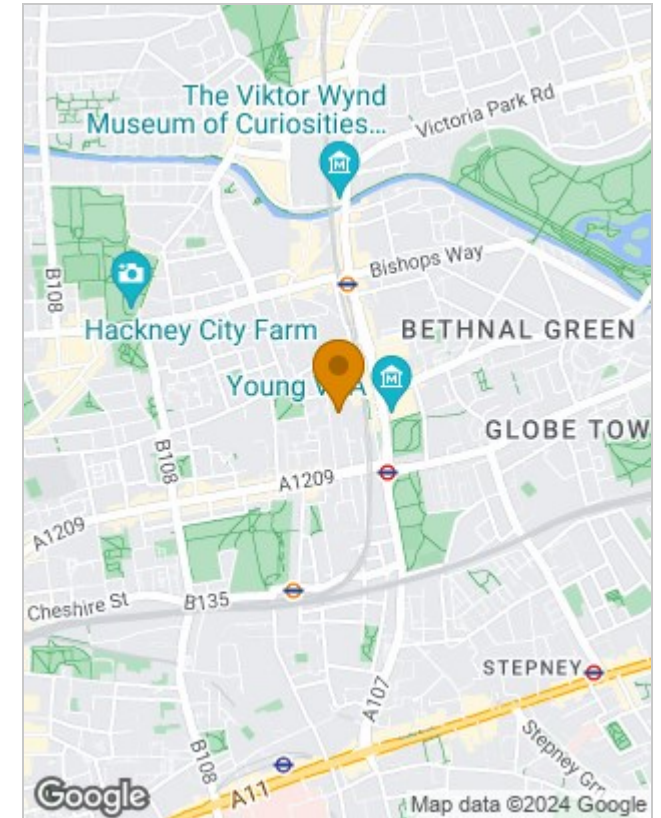 The Viktor Wynd
Museum of Curiosities...
Victoria Park Rd
B108
Bishops Way
Hackney City Farm
BETHNAL GREEN
Young V A
GLOBE TOW
B108
A1209
A1209
Cheshire St
B135
STEPNEY
A107
Stepney Grn
B108
A11
Google
Map data ©2024 Google